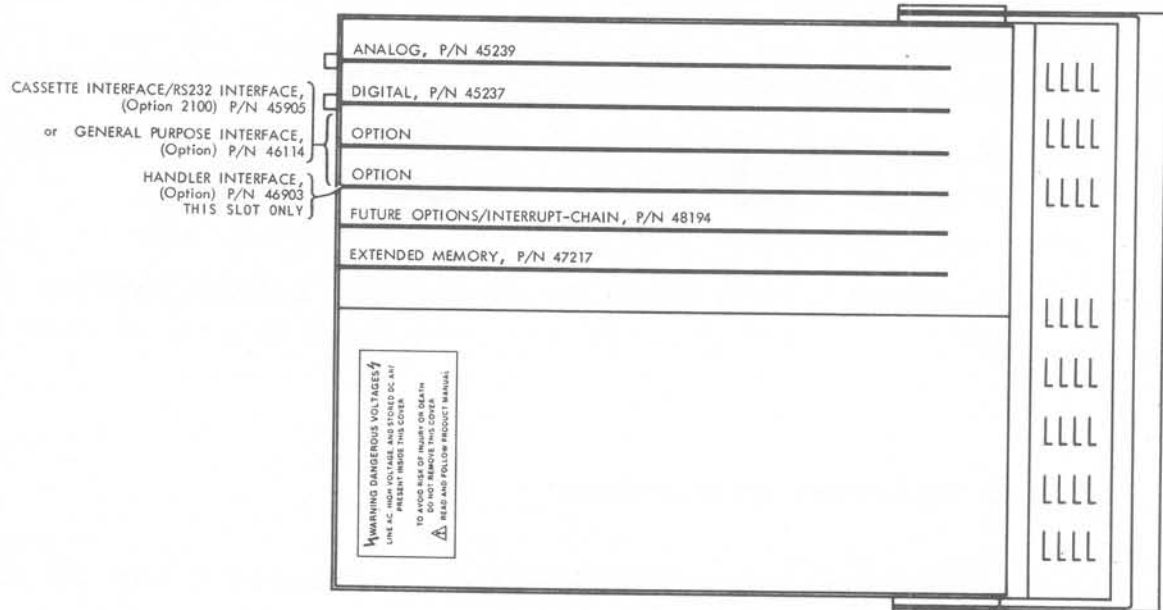 ANALOG, P/N 45239
CASSETTE INTERFACE/RS232 INTERFACE,
(Option 2100) P/N 45905
DIGITAL, P/N 45237
or GENERAL PURPOSE INTERFACE,
(Option) P/N 46114
OPTION
HANDLER INTERFACE,
(Option) P/N 46903
THIS SLOT ONLY
OPTION
FUTURE OPTIONS/INTERRUPT-CHAIN, P/N 48194
EXTENDED MEMORY, P/N 47217
WARNING DANGEROUS VOLTAGES
LINE AC, HIGH VOLTAGE, AND STORED DC ARE
PRESENT INSIDE THIS COVER
TO AVOID RISK OF INJURY OR DEATH
DO NOT REMOVE THIS COVER
READ AND FOLLOW PRODUCT MANUAL